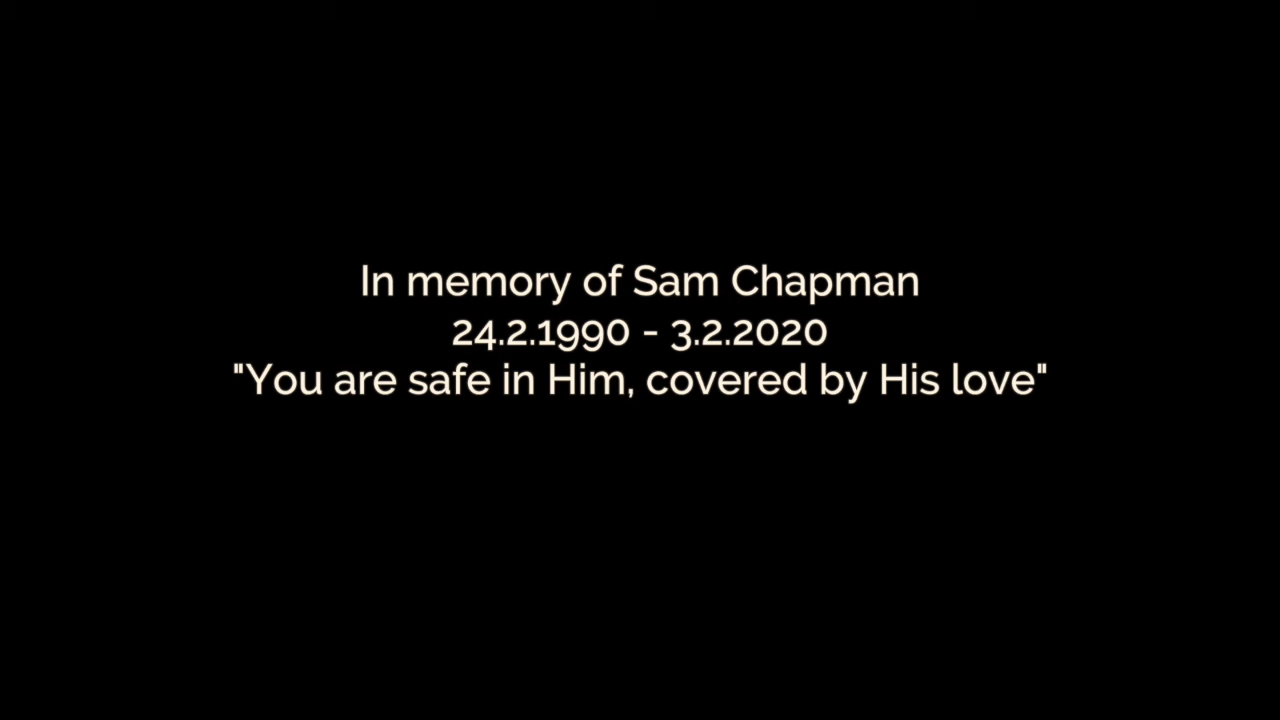 In memory of Sam Chapman
24.2.1990 - 3.2.2020
"You are safe in Him, covered by His love"